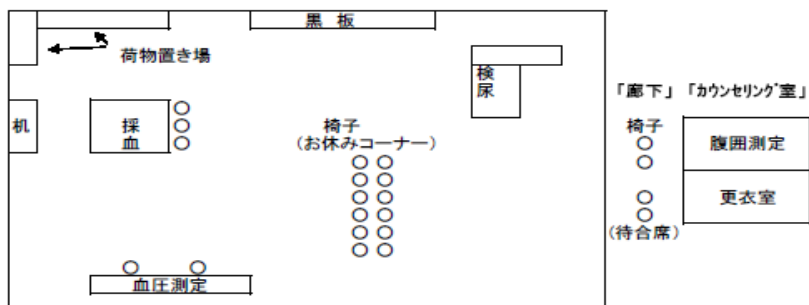 黒 板
荷物置き場
検
尿
「廊下」「カウンセリング室」
机
採
血
椅子
(お休みコーナー)
椅子
腹囲測定
更衣室
(待合席)
血圧測定